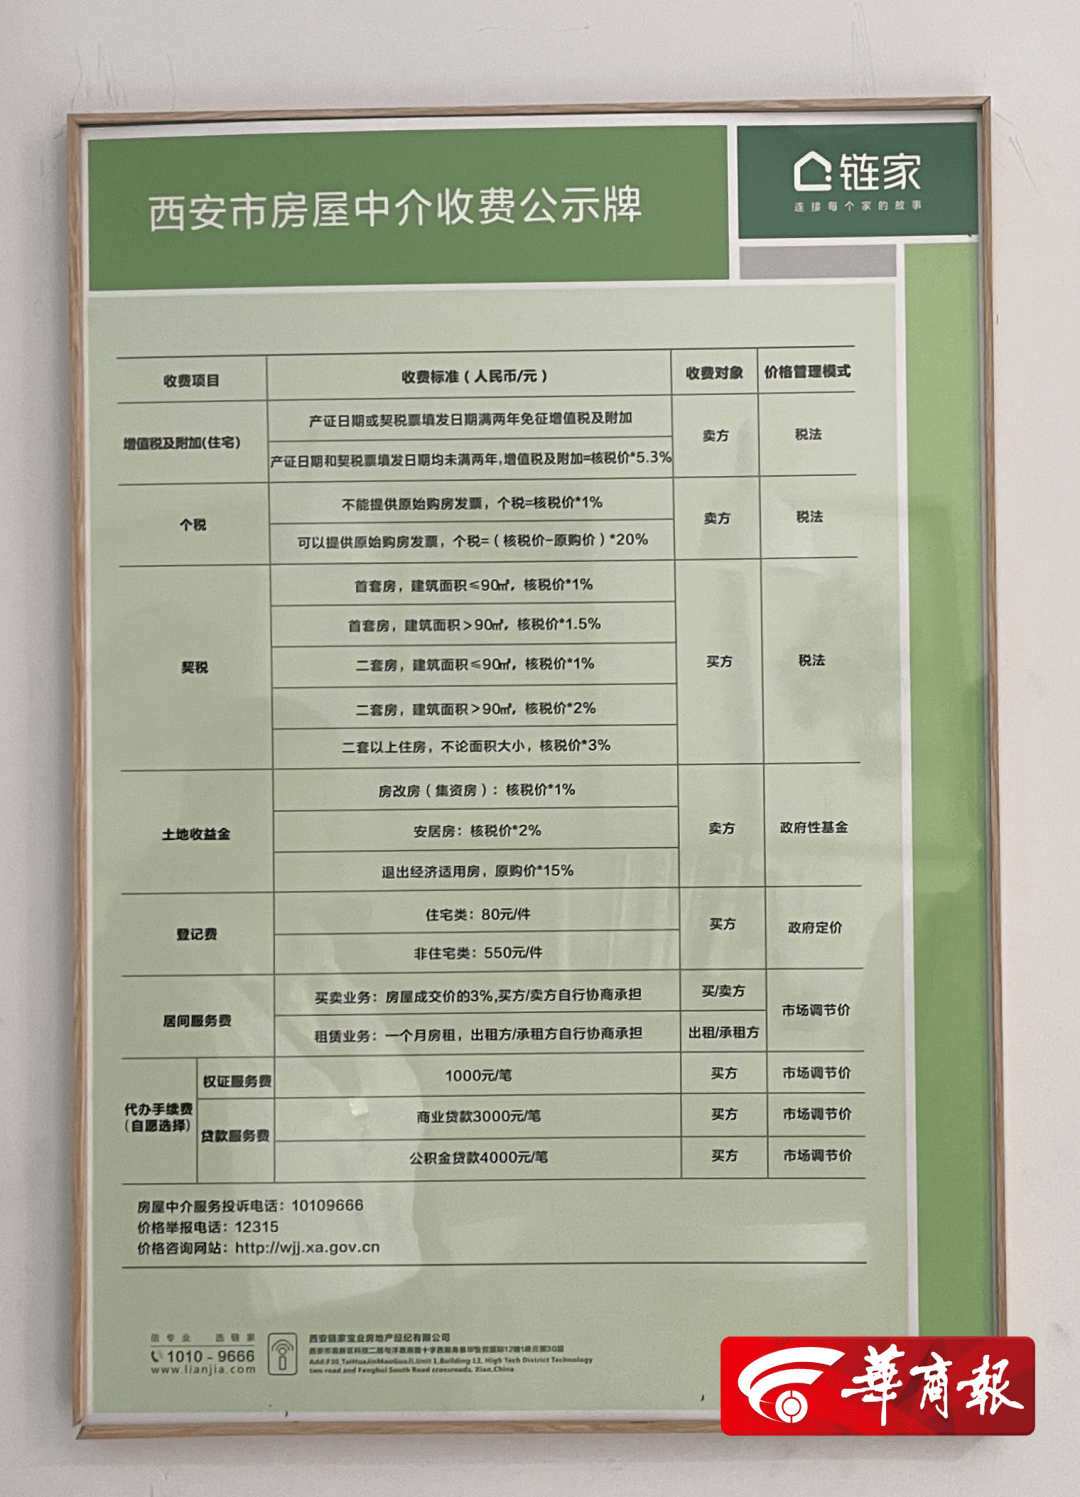 西安市房屋中介收费公示牌
链家
连接每个家的故事
收费项目 收费标准（人民币/元） 收费对象 价格管理模式
增值税及附加(住宅) 产证日期或契税票填发日期满两年免征增值税及附加 卖方 税法
产证日期和契税票填发日期均未满两年,增值税及附加=核税价*5.3%
个税 不能提供原始购房发票，个税=核税价*1% 卖方 税法
可以提供原始购房发票，个税=（核税价-原购价）*20%
契税 首套房，建筑面积≤90㎡，核税价*1% 买方 税法
首套房，建筑面积＞90㎡，核税价*1.5%
二套房，建筑面积≤90㎡，核税价*1%
二套房，建筑面积＞90㎡，核税价*2%
二套以上住房，不论面积大小，核税价*3%
土地收益金 房改房（集资房）：核税价*1% 卖方 政府性基金
安居房：核税价*2%
退出经济适用房，原购价*15%
登记费 住宅类：80元/件 买方 政府定价
非住宅类：550元/件
居间服务费 买卖业务：房屋成交价的3%,买方/卖方自行协商承担 买/卖方 市场调节价
租赁业务：一个月房租，出租方/承租方自行协商承担 出租/承租方
代办手续费（自愿选择） 权证服务费 1000元/笔 买方 市场调节价
贷款服务费 商业贷款3000元/笔 买方 市场调节价
公积金贷款4000元/笔 买方 市场调节价
房屋中介服务投诉电话：10109666
价格举报电话：12315
价格咨询网站：http://wjj.xa.gov.cn
信专业 选链家
1010-9666
www.lianjia.com
西安链家宝业房地产经纪有限公司
two road and Fenghui South Road crossroads, Xian,China
華商報